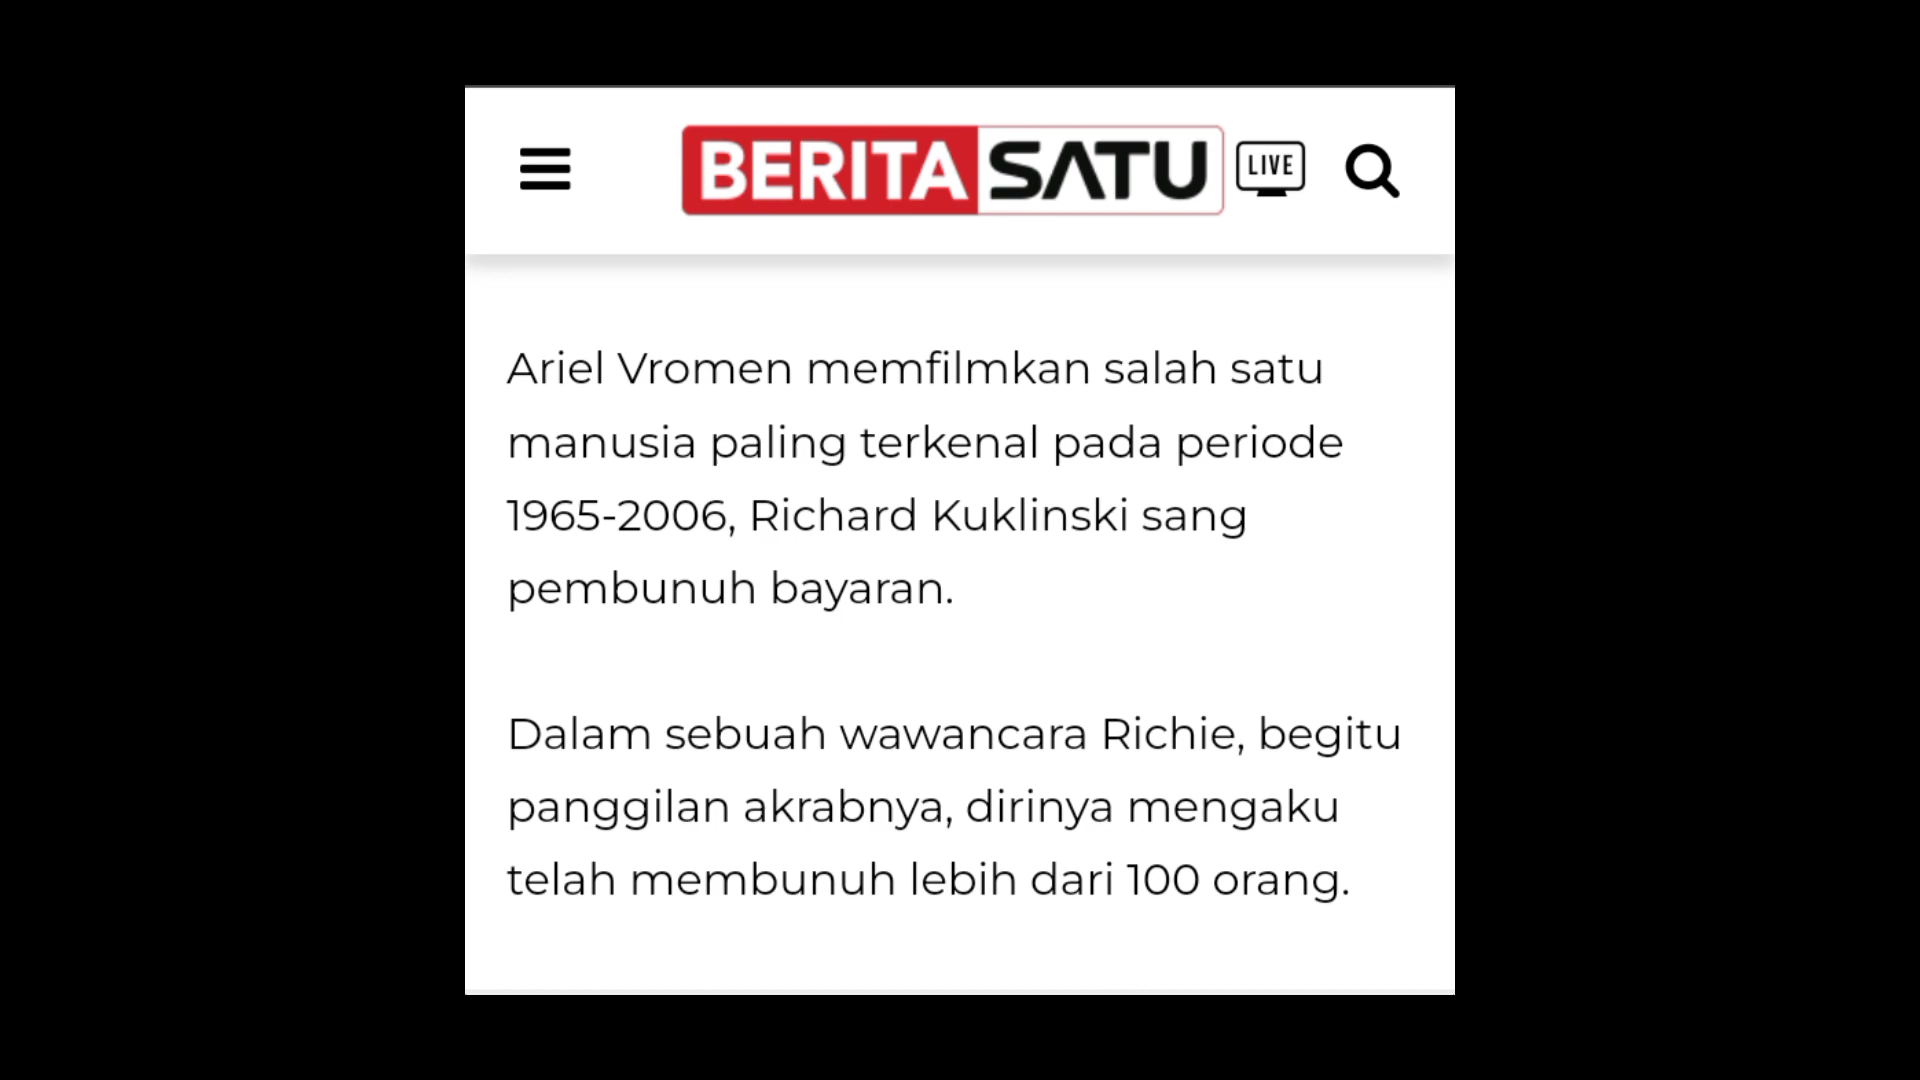 BERITA SATU LIVE
Ariel Vromen memfilmkan salah satu
manusia paling terkenal pada periode
1965-2006, Richard Kuklinski sang
pembunuh bayaran.
Dalam sebuah wawancara Richie, begitu
panggilan akrabnya, dirinya mengaku
telah membunuh lebih dari 100 orang.